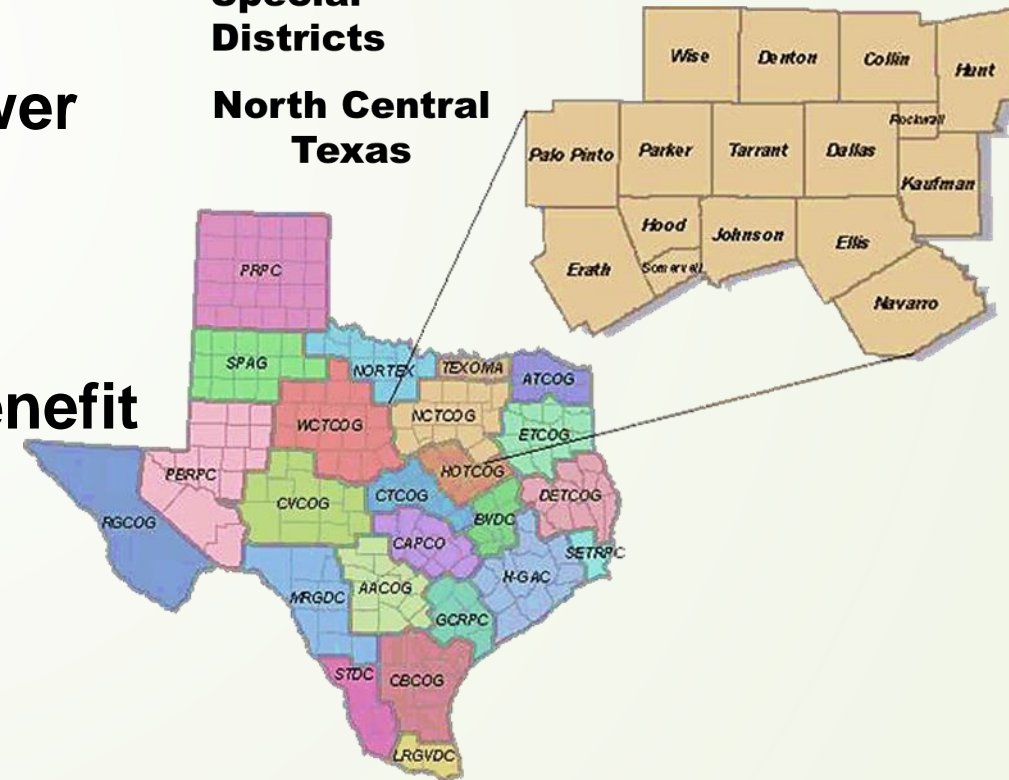 Districts
North Central
Texas
enefit
Wise
Denton
Collin
Hunt
Rockwall
Palo Pinto
Parker
Tarrant
Dallas
Kaufman
Hood
Johnson
Ellis
Erath
Somervell
Navarro
PRPC
SPAG
NORTEX
TEXOMA
ATCOG
WCTCOG
NCTCOG
ETCOG
PBRPC
HOTCOG
CVCOG
CTCOG
DETCOG
RGCOG
BVDC
CAPCO
SETRPC
H-GAC
AACOG
MRGDC
GCRPC
STDC
CBCOG
LRGVDC